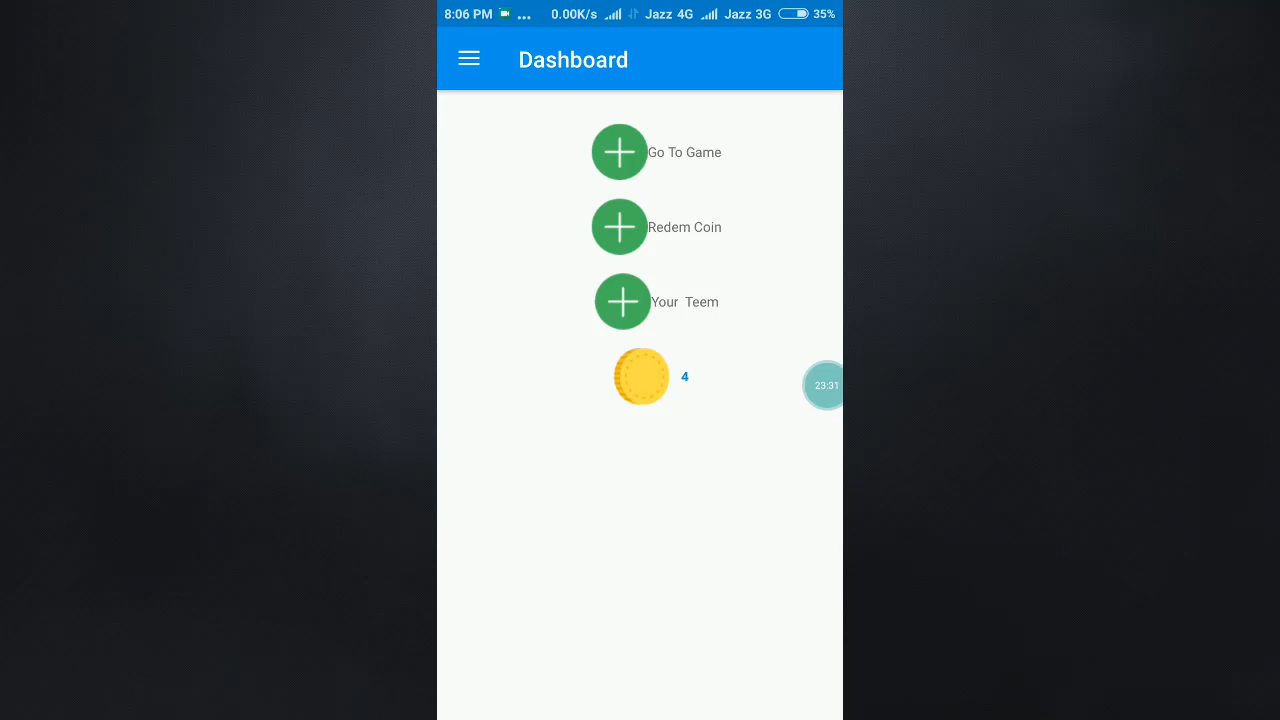 8:06 PM ... 0.00K/s Jazz 4G Jazz 3G 35%
Dashboard
Go To Game
Redem Coin
Your Teem
4
23:31